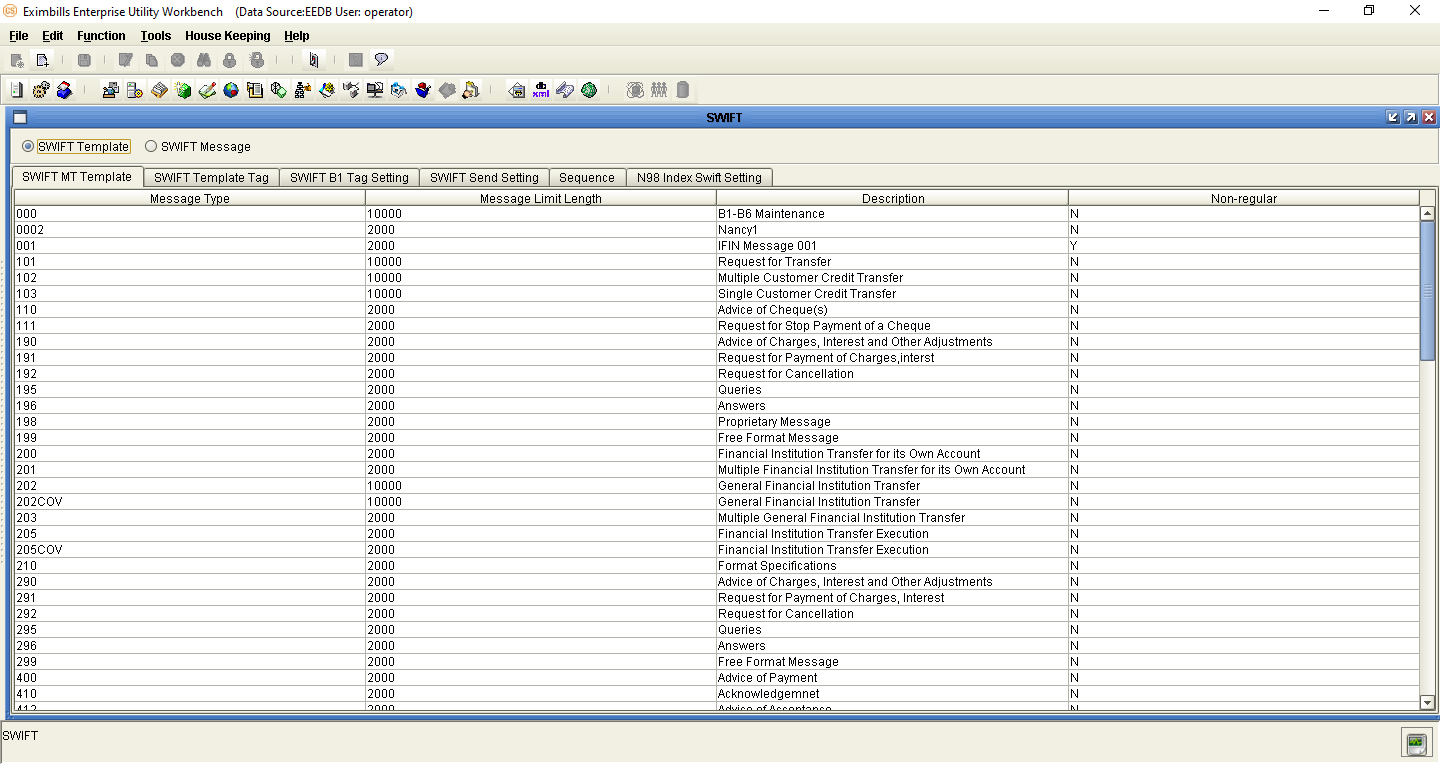 CS Eximbills Enterprise Utility Workbench (Data Source:EEDB User: operator)
File Edit Function Tools House Keeping Help
db xml
SWIFT
SWIFT Template SWIFT Message
SWIFT MT Template SWIFT Template Tag SWIFT B1 Tag Setting SWIFT Send Setting Sequence N98 Index Swift Setting
Message Type Message Limit Length Description Non-regular
000 10000 B1-B6 Maintenance N
0002 2000 Nancy1 N
001 2000 IFIN Message 001 Y
101 10000 Request for Transfer N
102 10000 Multiple Customer Credit Transfer N
103 10000 Single Customer Credit Transfer N
110 2000 Advice of Cheque(s) N
111 2000 Request for Stop Payment of a Cheque N
190 2000 Advice of Charges, Interest and Other Adjustments N
191 2000 Request for Payment of Charges,interst N
192 2000 Request for Cancellation N
195 2000 Queries N
196 2000 Answers N
198 2000 Proprietary Message N
199 2000 Free Format Message N
200 2000 Financial Institution Transfer for its Own Account N
201 2000 Multiple Financial Institution Transfer for its Own Account N
202 10000 General Financial Institution Transfer N
202COV 10000 General Financial Institution Transfer N
203 2000 Multiple General Financial Institution Transfer N
205 2000 Financial Institution Transfer Execution N
205COV 2000 Financial Institution Transfer Execution N
210 2000 Format Specifications N
290 2000 Advice of Charges, Interest and Other Adjustments N
291 2000 Request for Payment of Charges, Interest N
292 2000 Request for Cancellation N
295 2000 Queries N
296 2000 Answers N
299 2000 Free Format Message N
400 2000 Advice of Payment N
410 2000 Acknowledgemnet N
412 2000 Advice of Acceptance N
SWIFT